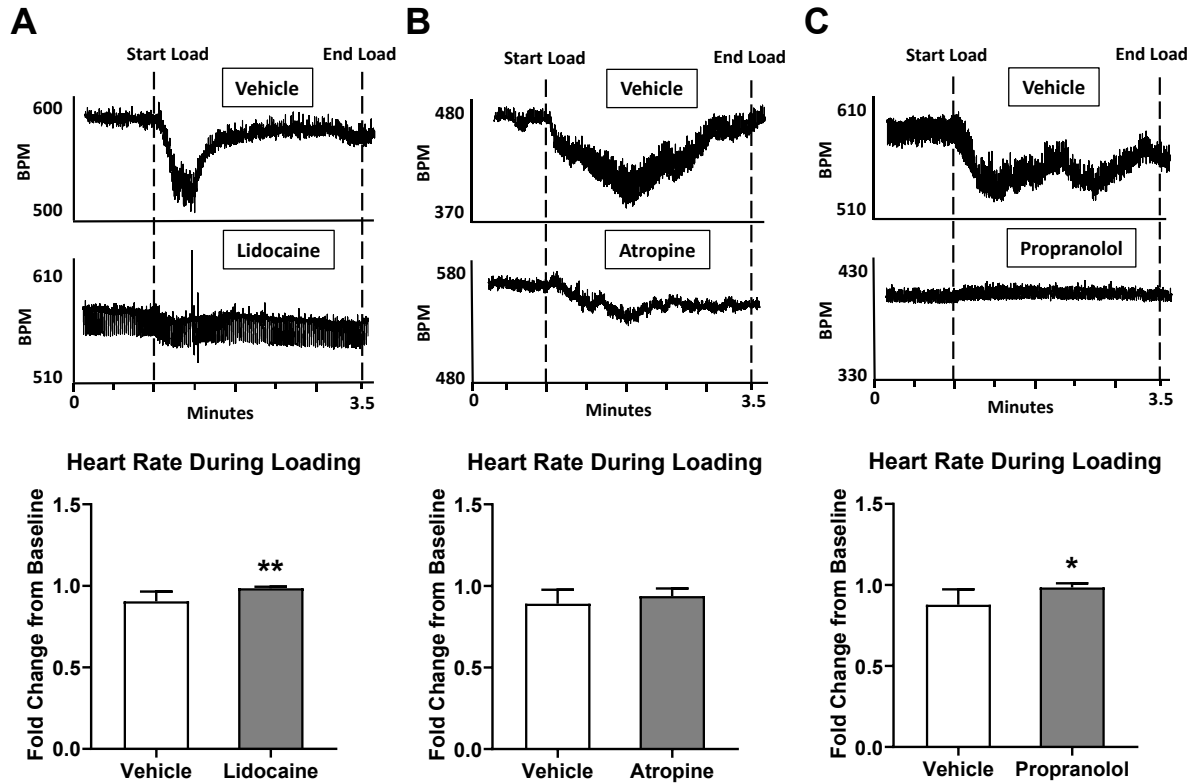 A
B
C
Start Load
End Load
Start Load
End Load
Start Load
End Load
Vehicle
Vehicle
Vehicle
600
480
610
BPM
BPM
BPM
500
370
510
Lidocaine
Atropine
Propranolol
610
580
430
BPM
BPM
BPM
510
480
330
0
3.5
0
3.5
0
3.5
Minutes
Minutes
Minutes
Heart Rate During Loading
Heart Rate During Loading
Heart Rate During Loading
Fold Change from Baseline
1.5
1.0
0.5
0.0
**
Vehicle Lidocaine
Fold Change from Baseline
1.5
1.0
0.5
0.0
Vehicle Atropine
Fold Change from Baseline
1.5
1.0
0.5
0.0
*
Vehicle Propranolol